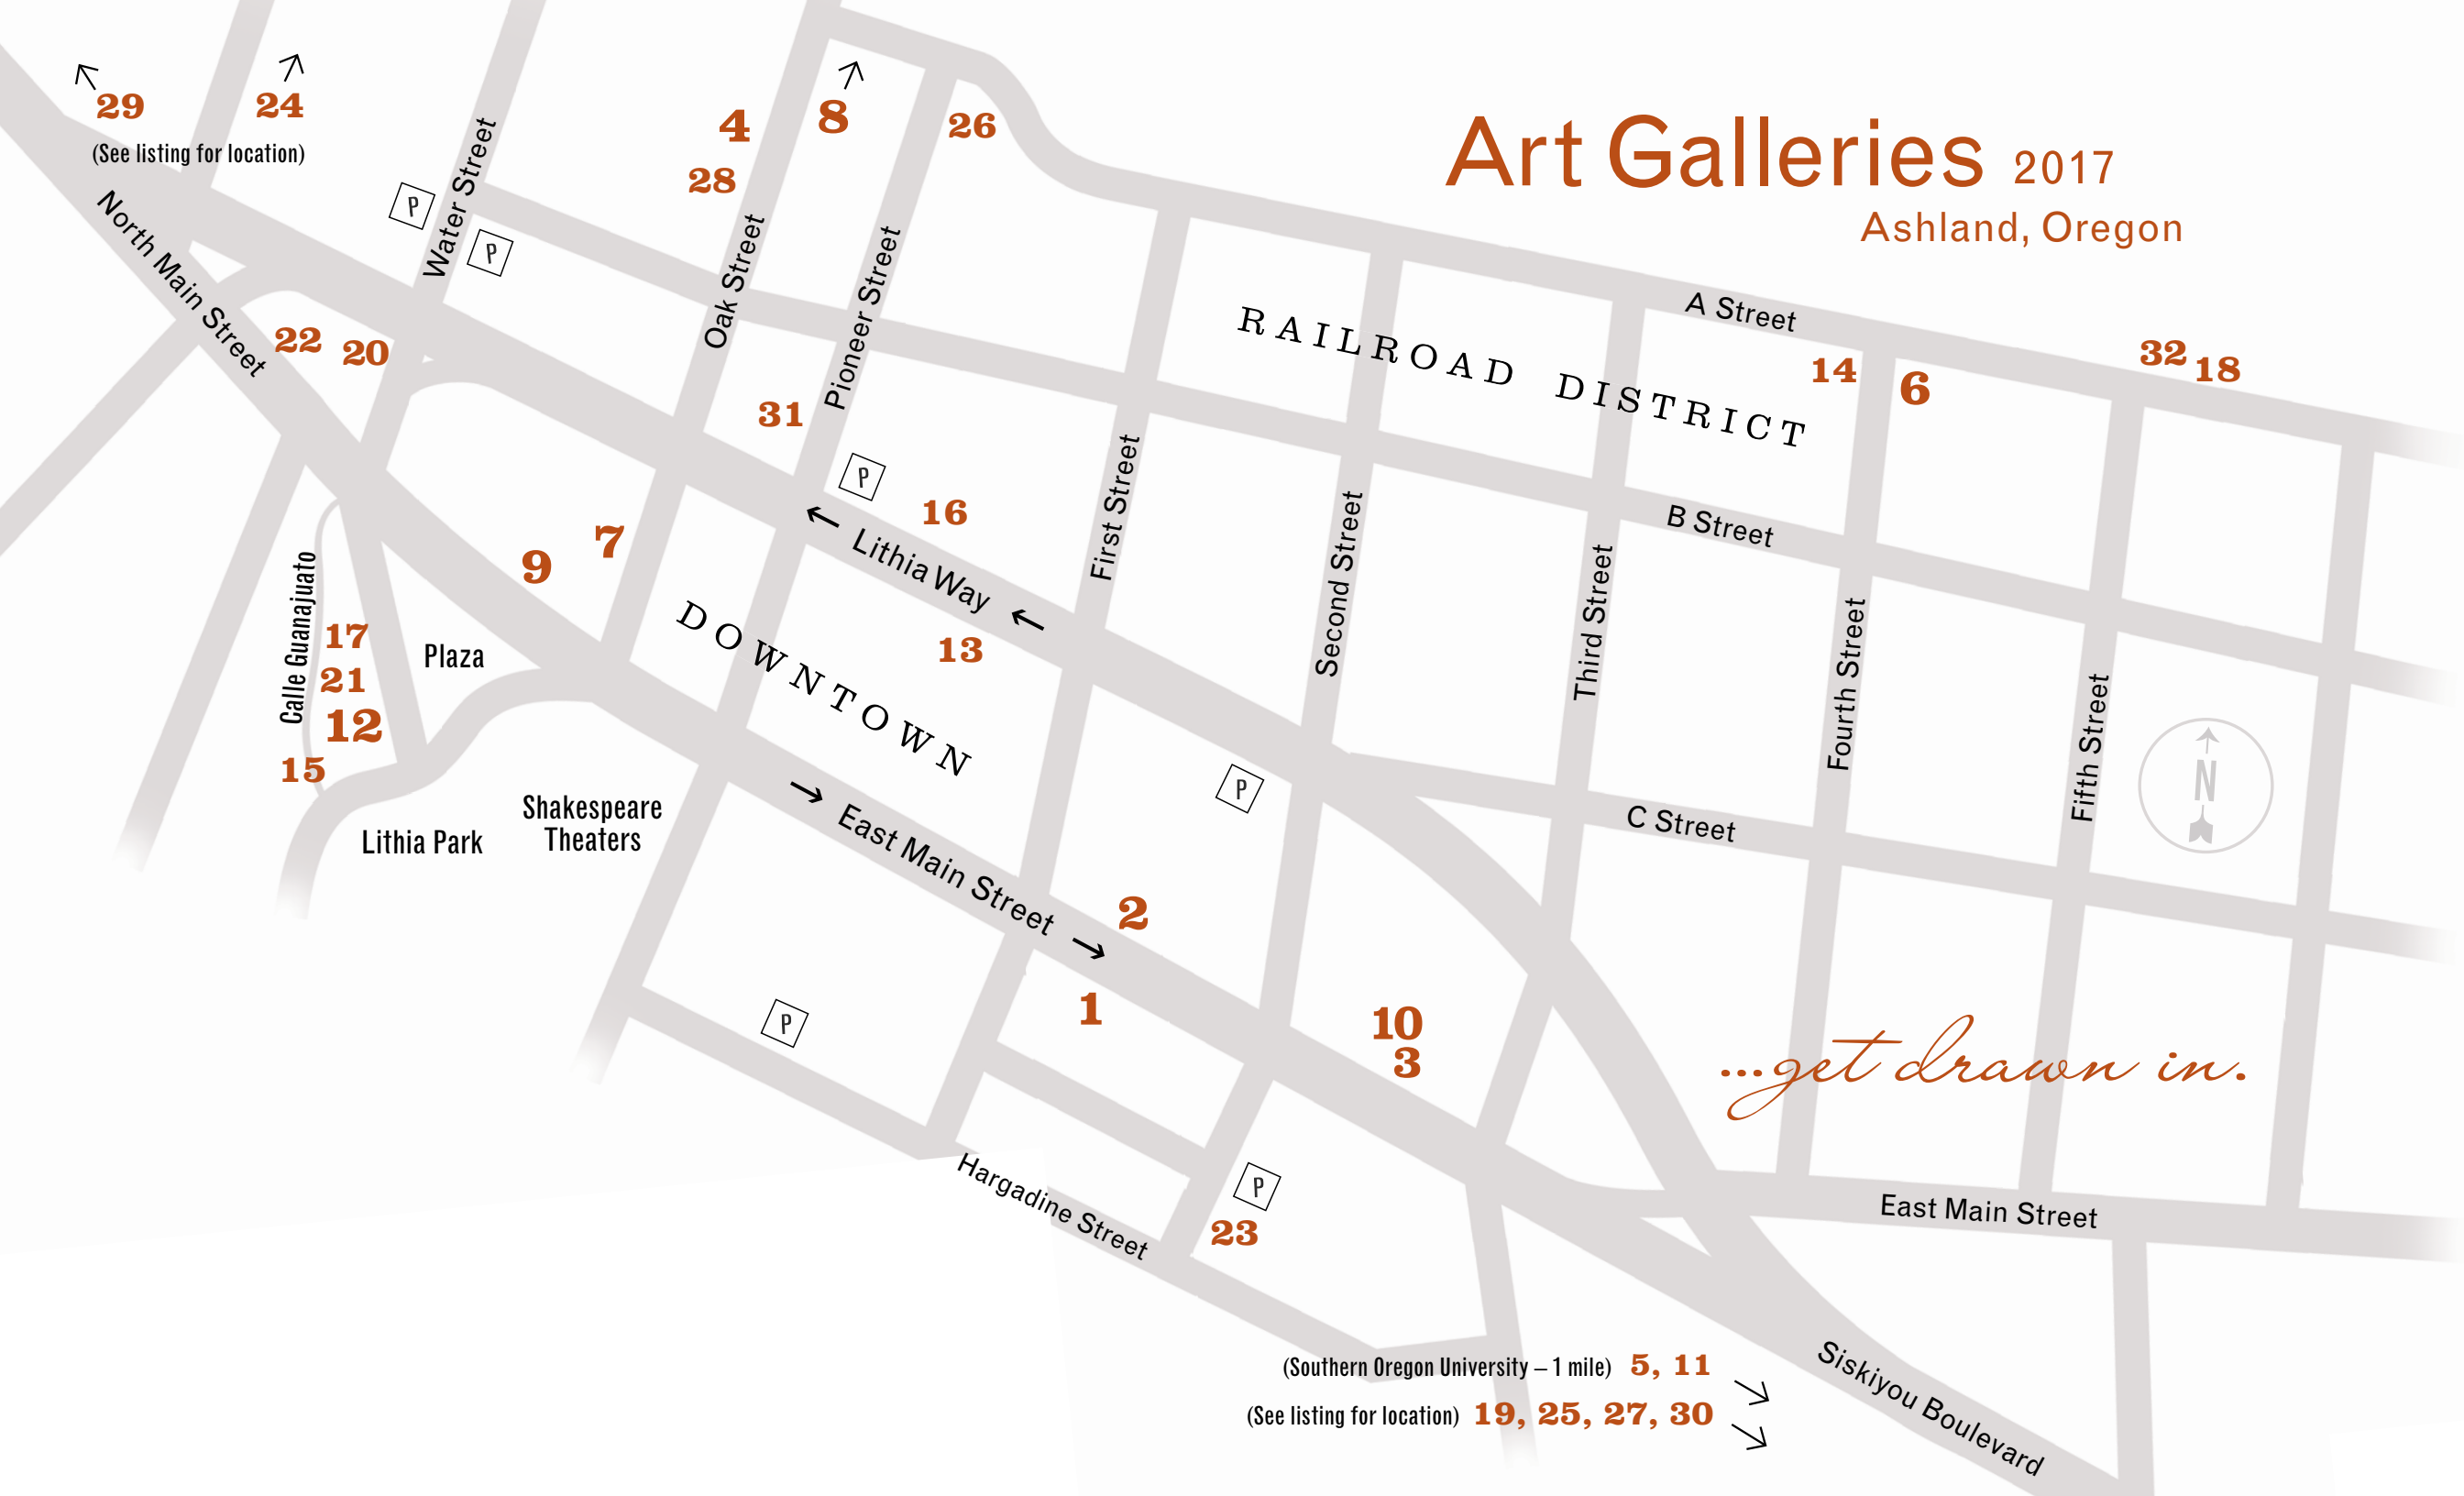 Art Galleries 2017
Ashland, Oregon
29
24
(See listing for location)
4
8
26
28
P
P
Water Street
North Main Street
Oak Street
Pioneer Street
22
20
31
P
16
← Lithia Way ←
13
First Street
Second Street
Third Street
Fourth Street
Fifth Street
RAILROAD DISTRICT
A Street
14
6
32
18
B Street
C Street
N
9
7
DOWNTOWN
Calle Guanajuato
17
21
12
15
Plaza
Lithia Park
Shakespeare
Theaters
→ East Main Street →
P
2
1
10
3
P
P
23
Hargadine Street
...get drawn in.
East Main Street
Siskiyou Boulevard
(Southern Oregon University – 1 mile) 5, 11
(See listing for location) 19, 25, 27, 30